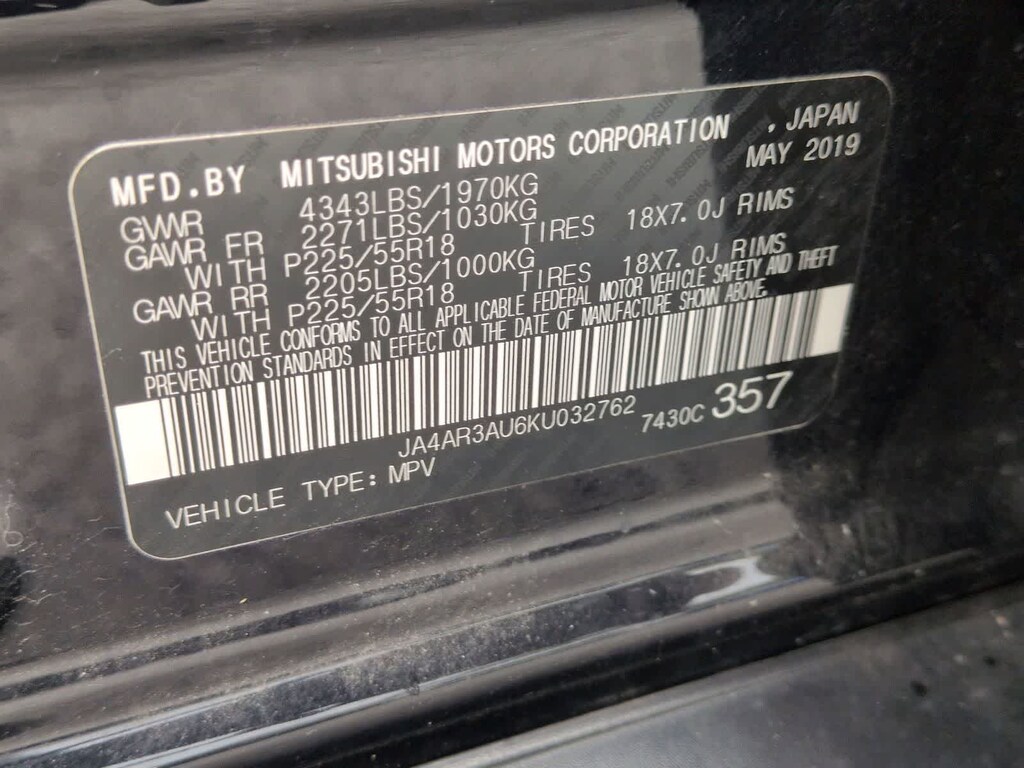 MFD.BY MITSUBISHI MOTORS CORPORATION , JAPAN
MAY 2019
GVWR 4343LBS/1970KG
GAWR FR 2271LBS/1030KG
WITH P225/55R18 TIRES 18X7.0J RIMS
GAWR RR 2205LBS/1000KG
WITH P225/55R18 TIRES 18X7.0J RIMS
THIS VEHICLE CONFORMS TO ALL APPLICABLE FEDERAL MOTOR VEHICLE SAFETY AND THEFT
PREVENTION STANDARDS IN EFFECT ON THE DATE OF MANUFACTURE SHOWN ABOVE.
JA4AR3AU6KU032762 7430C 357
VEHICLE TYPE: MPV